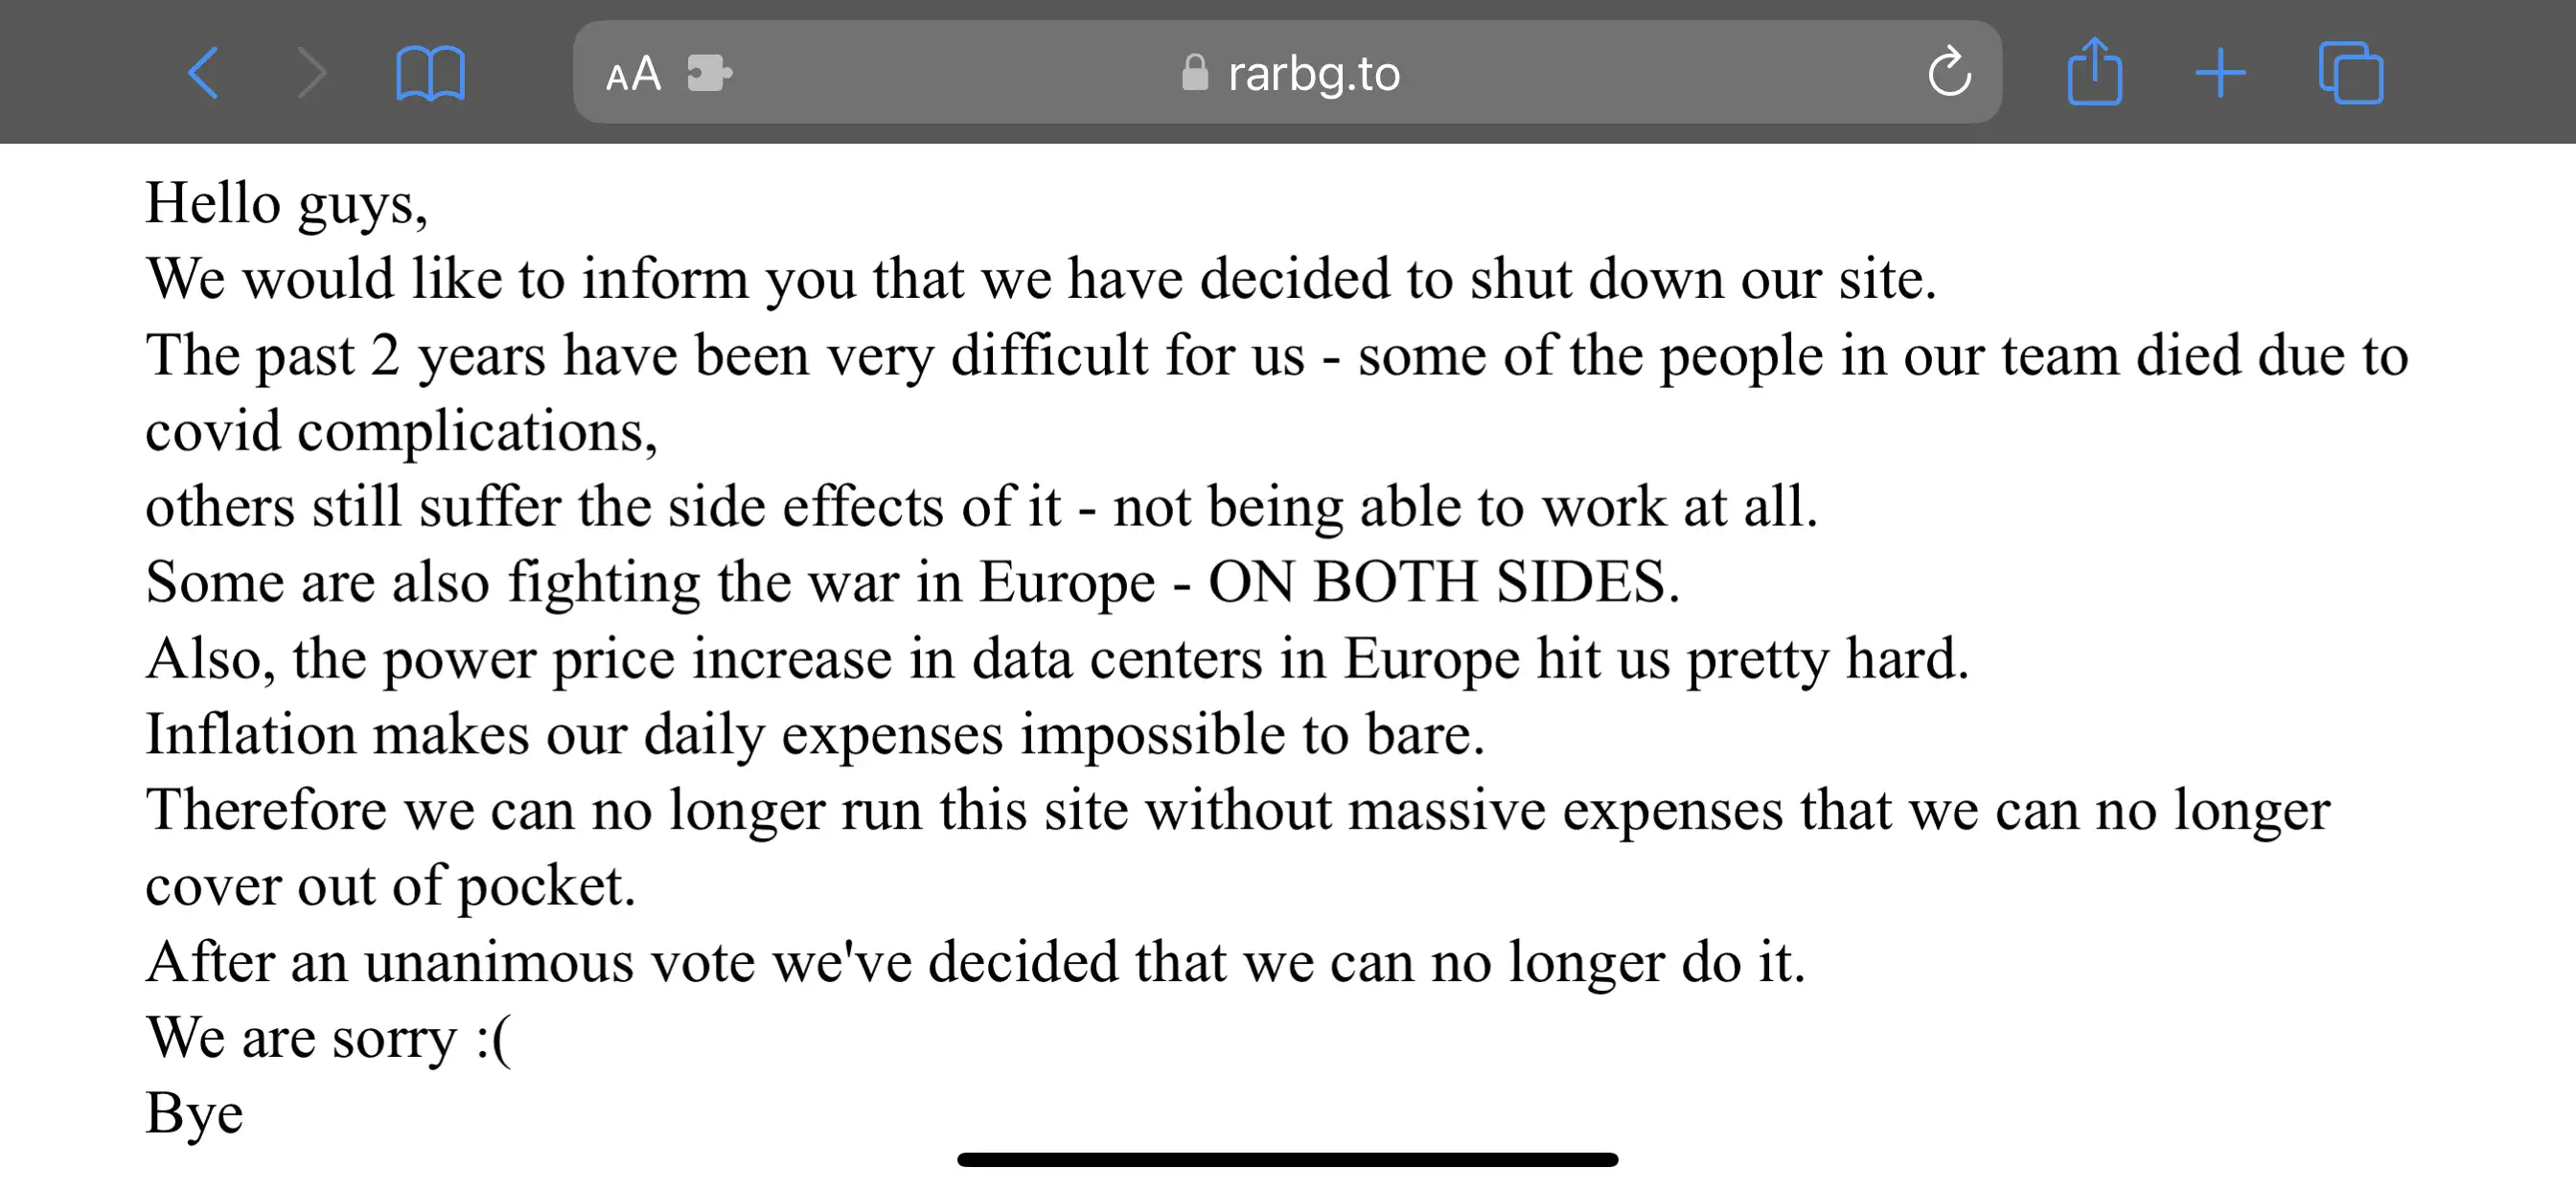 AA rarbg.to
Hello guys,
We would like to inform you that we have decided to shut down our site.
The past 2 years have been very difficult for us - some of the people in our team died due to
covid complications,
others still suffer the side effects of it - not being able to work at all.
Some are also fighting the war in Europe - ON BOTH SIDES.
Also, the power price increase in data centers in Europe hit us pretty hard.
Inflation makes our daily expenses impossible to bare.
Therefore we can no longer run this site without massive expenses that we can no longer
cover out of pocket.
After an unanimous vote we've decided that we can no longer do it.
We are sorry :(
Bye